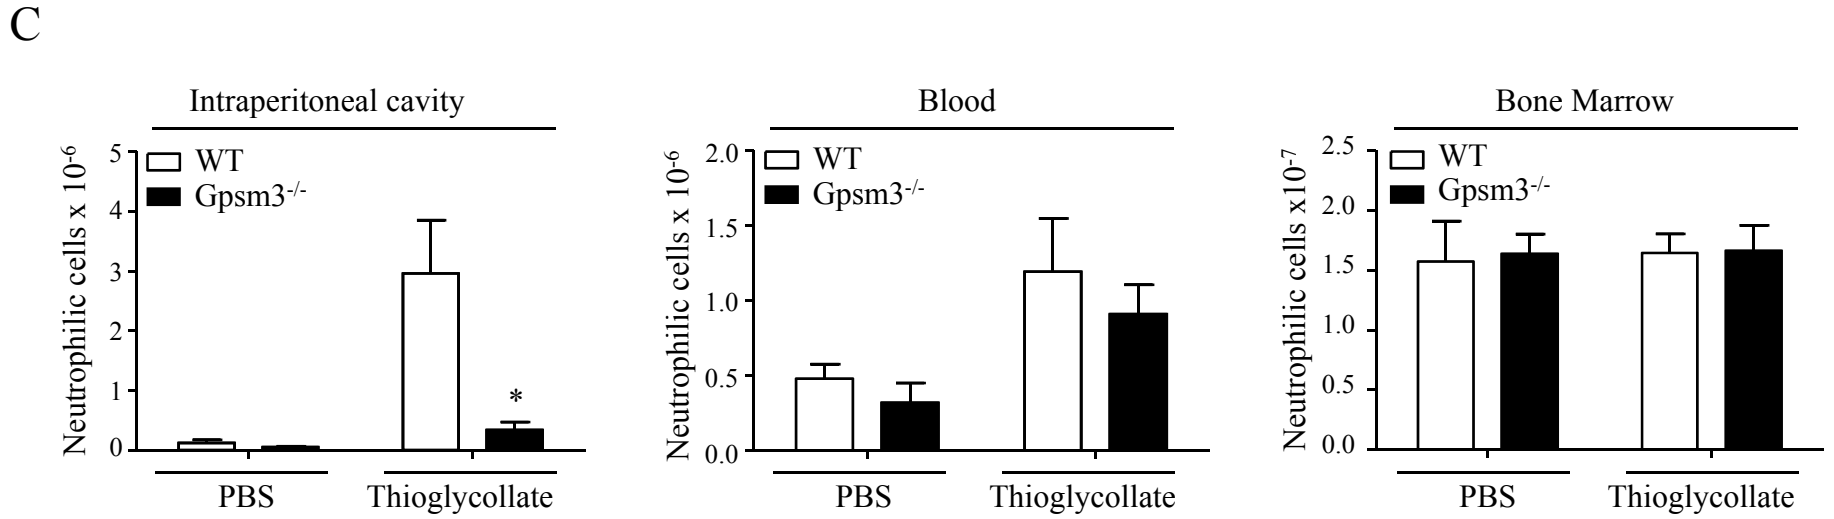 C
Intraperitoneal cavity
Neutrophilic cells x 10⁻⁶
5
4
3
2
1
0
WT
Gpsm3⁻/⁻
*
PBS
Thioglycollate
Blood
Neutrophilic cells x 10⁻⁶
2.0
1.5
1.0
0.5
0.0
WT
Gpsm3⁻/⁻
PBS
Thioglycollate
Bone Marrow
Neutrophilic cells x10⁻⁷
2.5
2.0
1.5
1.0
0.5
0.0
WT
Gpsm3⁻/⁻
PBS
Thioglycollate